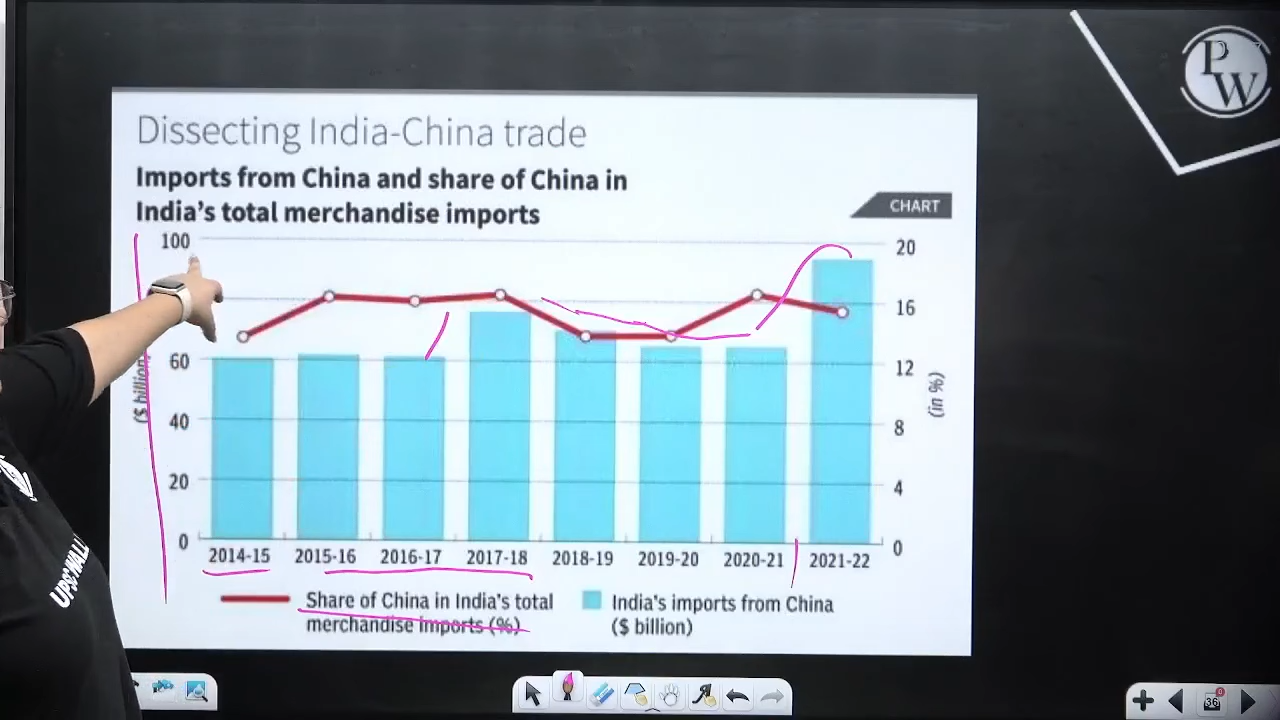 PW
Dissecting India-China trade
Imports from China and share of China in
India's total merchandise imports
CHART
100
60
40
20
0
($ billion
20
16
12
8
4
0
(in %)
2014-15 2015-16 2016-17 2017-18 2018-19 2019-20 2020-21 2021-22
Share of China in India's total
merchandise imports (%)
India's imports from China
($ billion)
36